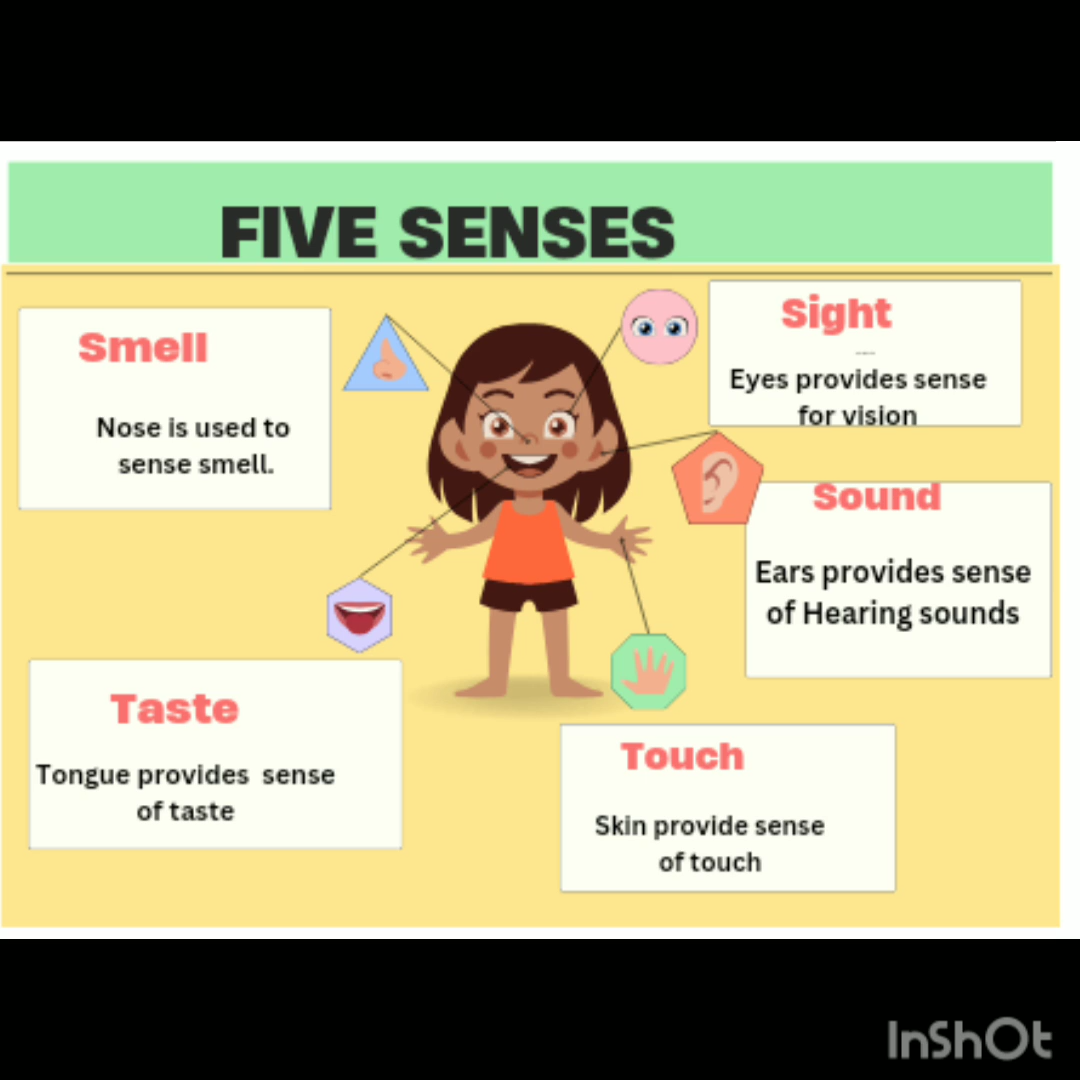 FIVE SENSES
Smell
Nose is used to
sense smell.
Sight
Eyes provides sense
for vision
Sound
Ears provides sense
of Hearing sounds
Taste
Tongue provides sense
of taste
Touch
Skin provide sense
of touch
InShOt